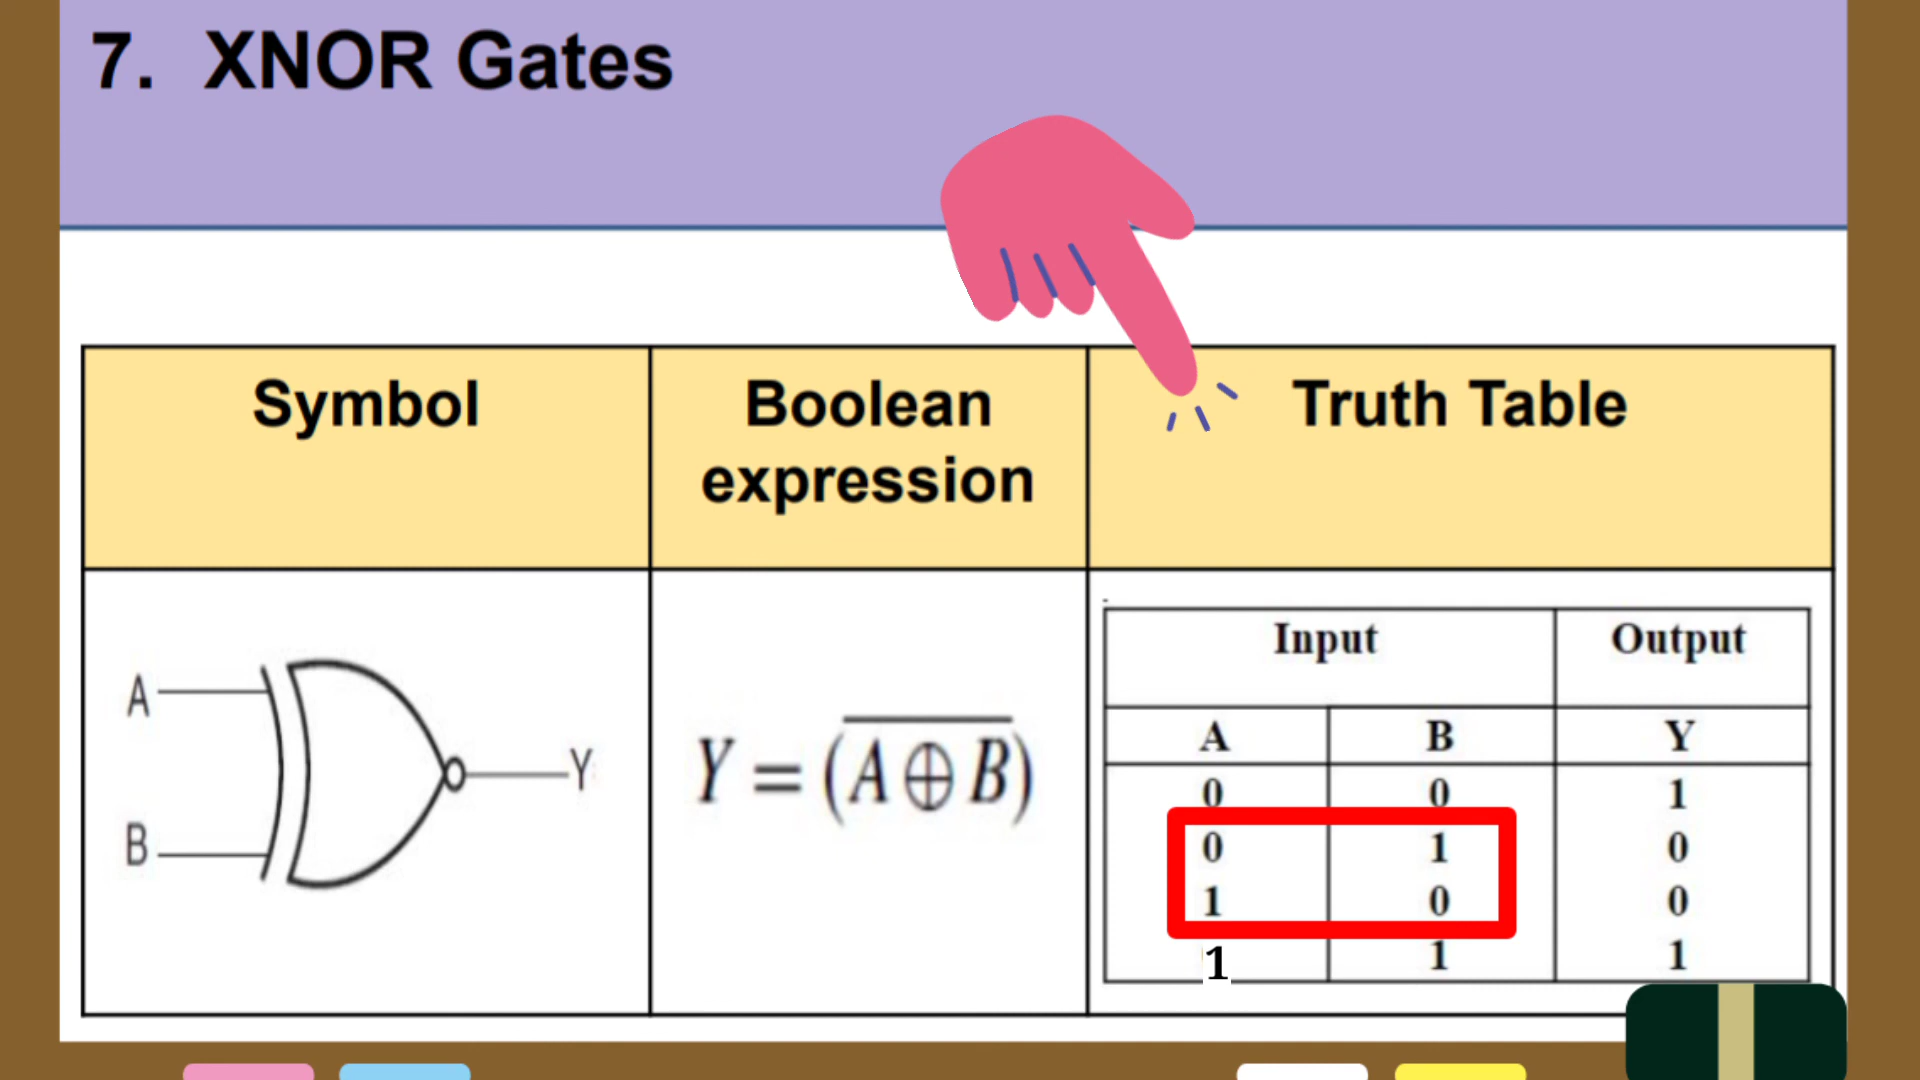 7. XNOR Gates
Symbol
Boolean
expression
Truth Table
A
B
Y
Y = (\overline{A ⊕ B})
Input Output
A B Y
0 0 1
0 1 0
1 0 0
1 1 1